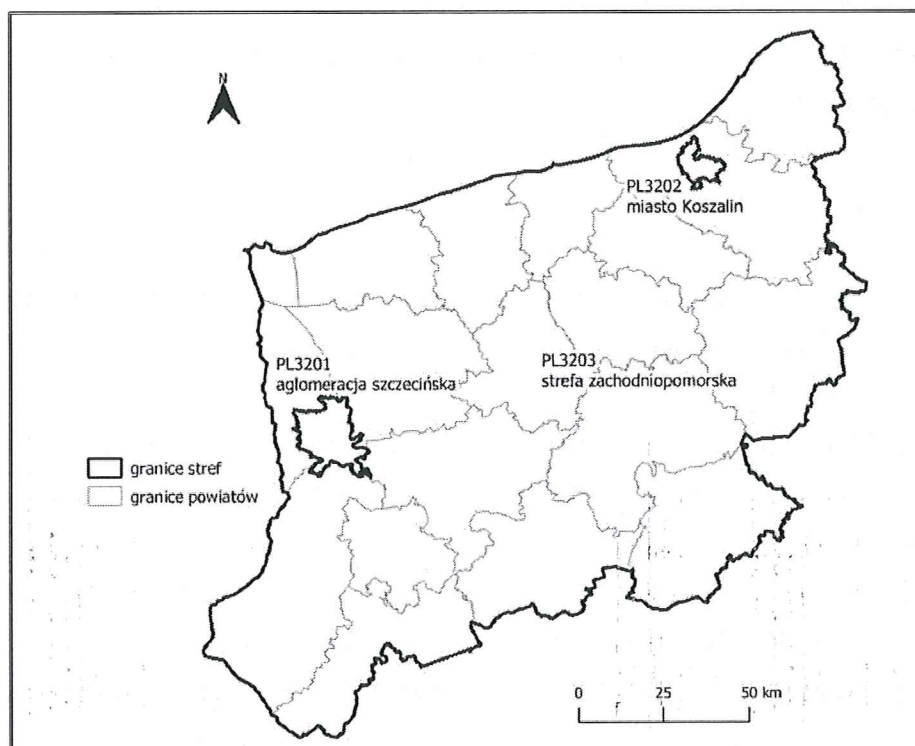 N
PL3202
miasto Koszalin
PL3201
aglomeracja szczecińska
PL3203
strefa zachodniopomorska
granice stref
granice powiatów
0 25 50 km